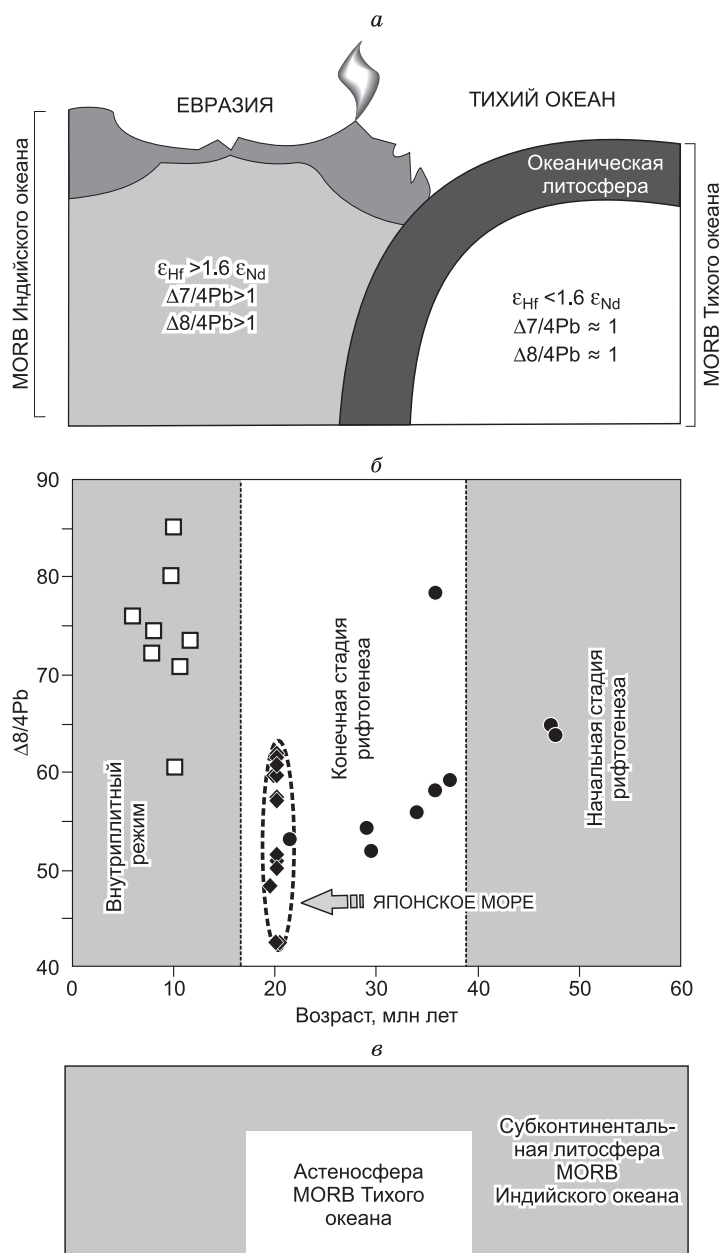 а
ЕВРАЗИЯ
ТИХИЙ ОКЕАН
MORB Индийского океана
Океаническая
литосфера
εHf >1.6 εNd
Δ7/4Pb>1
Δ8/4Pb>1
εHf <1.6 εNd
Δ7/4Pb ≈ 1
Δ8/4Pb ≈ 1
MORB Тихого океана
б
90
80
70
60
50
40
Δ8/4Pb
Внутриплитный
режим
Конечная стадия
рифтогенеза
Начальная стадия
рифтогенеза
ЯПОНСКОЕ МОРЕ
0
10
20
30
40
50
60
Возраст, млн лет
в
Астеносфера
MORB Тихого
океана
Субконтиненталь-
ная литосфера
MORB
Индийского океана